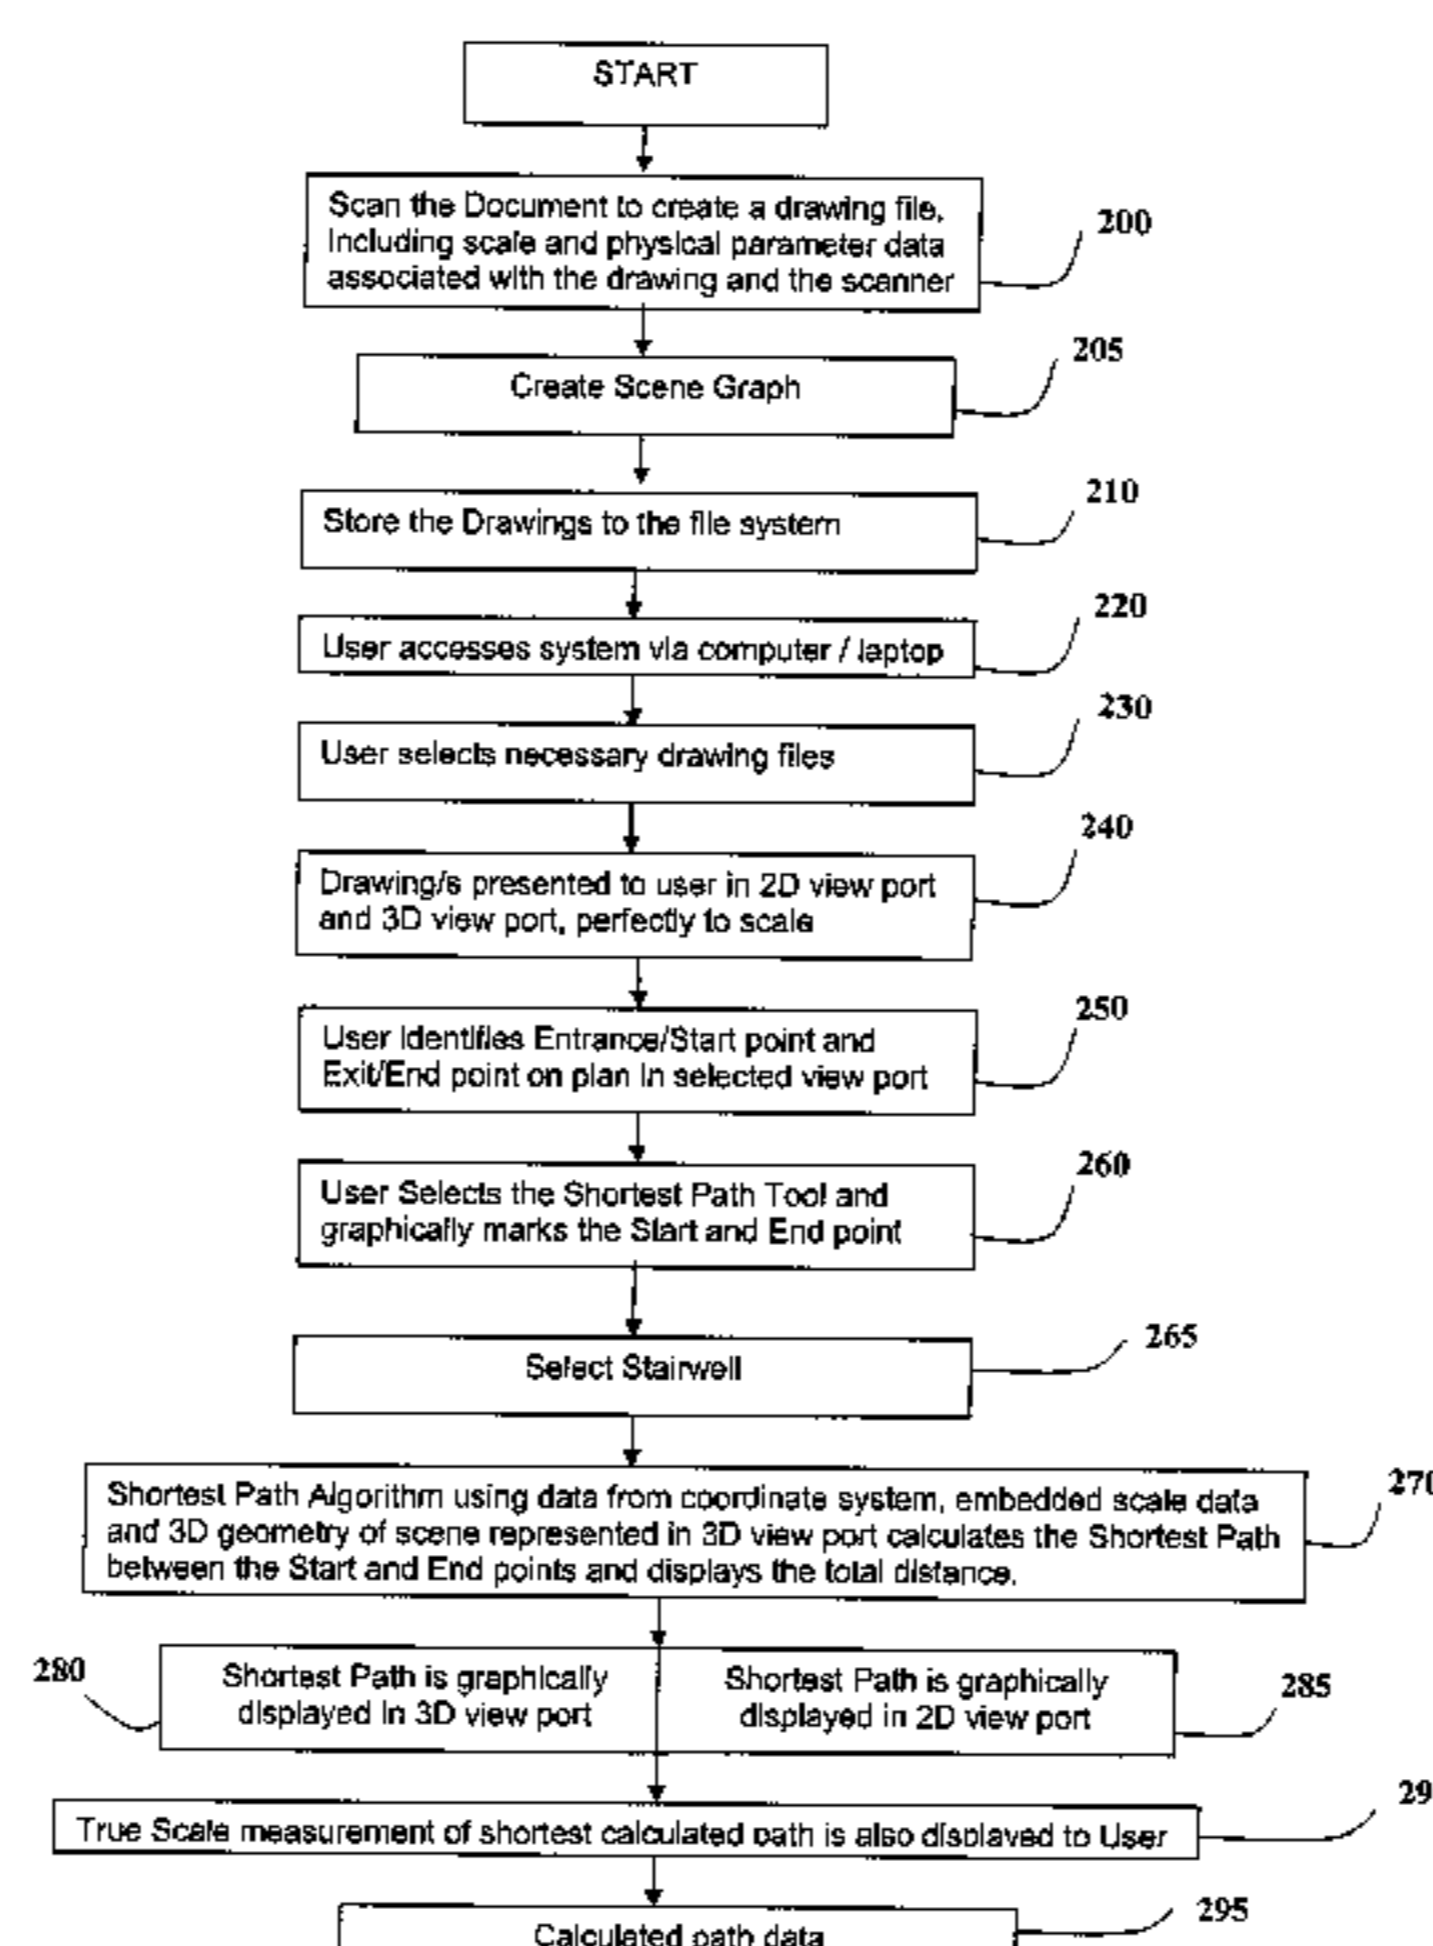 START
Scan the Document to create a drawing file,
including scale and physical parameter data
associated with the drawing and the scanner
200
Create Scene Graph
205
Store the Drawings to the file system
210
User accesses system via computer / laptop
220
User selects necessary drawing files
230
Drawing/s presented to user in 2D view port
and 3D view port, perfectly to scale
240
User identifies Entrance/Start point and
Exit/End point on plan in selected view port
250
User Selects the Shortest Path Tool and
graphically marks the Start and End point
260
Select Stairwell
265
Shortest Path Algorithm using data from coordinate system, embedded scale data
and 3D geometry of scene represented in 3D view port calculates the Shortest Path
between the Start and End points and displays the total distance.
270
280
Shortest Path is graphically
displayed in 3D view port
Shortest Path is graphically
displayed in 2D view port
285
True Scale measurement of shortest calculated path is also displayed to User
29
Calculated path data
295